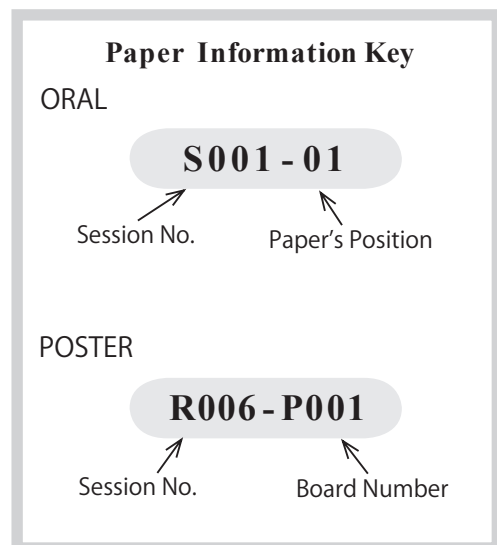 Paper Information Key
ORAL
S001 - 01
Session No. Paper's Position
POSTER
R006 - P001
Session No. Board Number